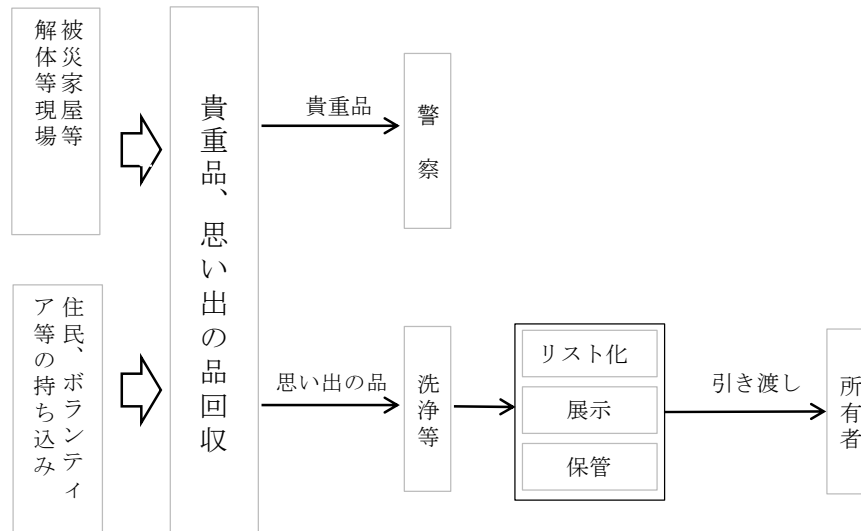 被災家屋等
解体等現場
住民、ボランティ
ア等の持ち込み
貴重品、思い出の品回収
貴重品
警察
思い出の品
洗浄等
リスト化
展示
保管
引き渡し
所有者